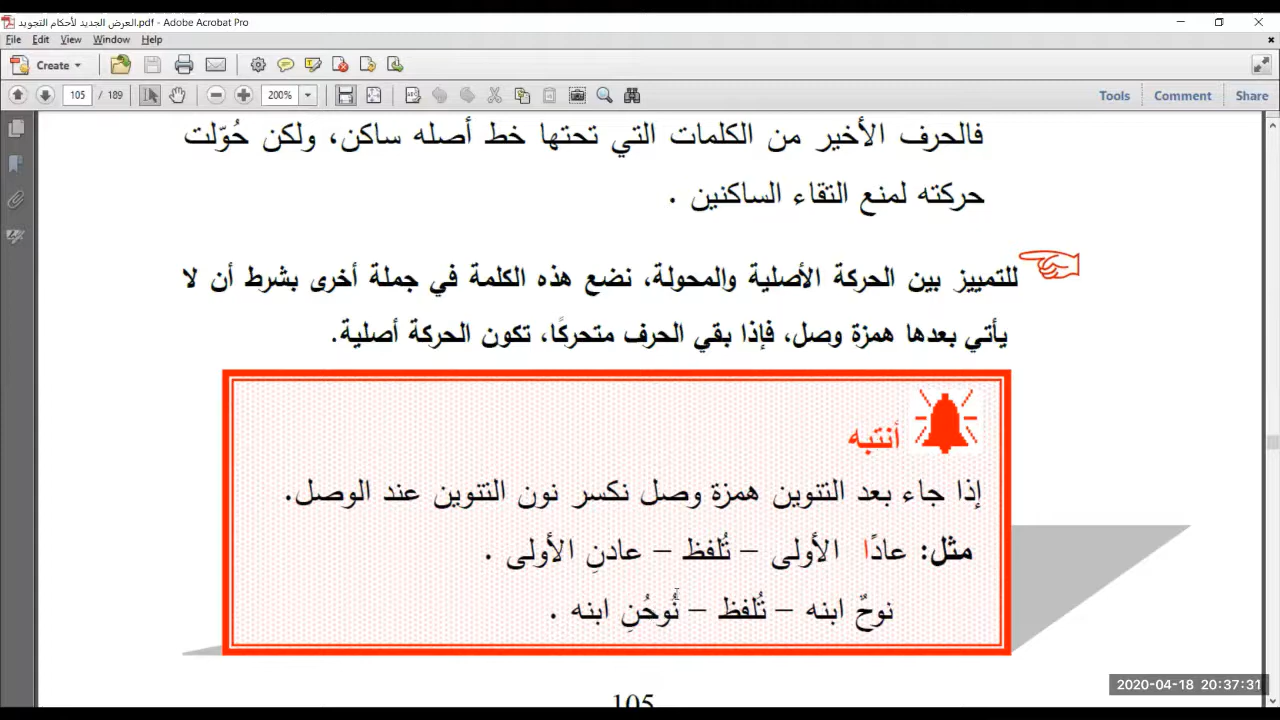 العرض الجديد لأحكام التجويد.pdf - Adobe Acrobat Pro
File Edit View Window Help
Create
105 / 189 200% Tools Comment Share
فالحرف الأخير من الكلمات التي تحتها خط أصله ساكن، ولكن حُوّلت
حركته لمنع التقاء الساكنين .
للتمييز بين الحركة الأصلية والمحولة، نضع هذه الكلمة في جملة أخرى بشرط أن لا
يأتي بعدها همزة وصل، فإذا بقي الحرف متحركًا، تكون الحركة أصلية.
أنتبه
إذا جاء بعد التنوين همزة وصل نكسر نون التنوين عند الوصل.
مثل: عادًا الأولى – تُلفظ – عادنِ الأولى .
نوحٌ ابنه – تُلفظ – نُوحُنِ ابنه .
105
2020-04-18 20:37:31